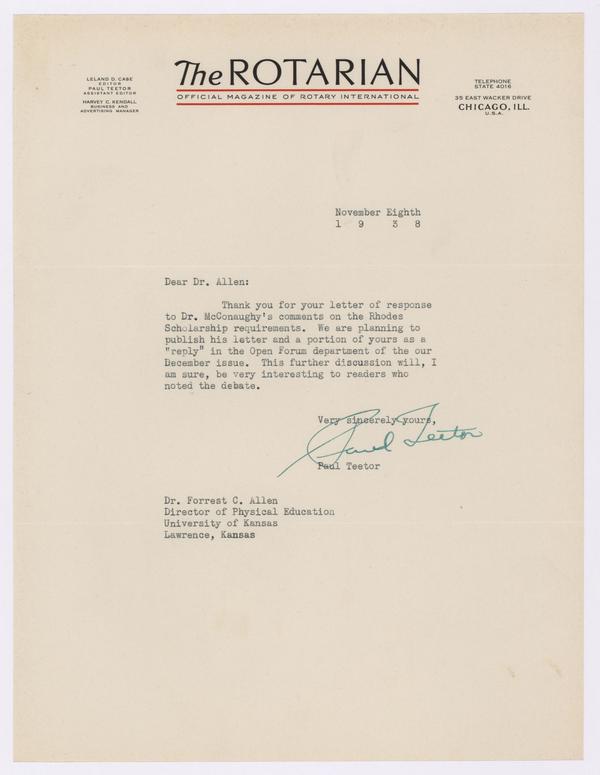 LELAND D. CASE
EDITOR
PAUL TEETOR
ASSISTANT EDITOR
HARVEY C. KENDALL
BUSINESS AND
ADVERTISING MANAGER
The ROTARIAN
OFFICIAL MAGAZINE OF ROTARY INTERNATIONAL
TELEPHONE
STATE 4016
35 EAST WACKER DRIVE
CHICAGO, ILL.
U.S.A.
November Eighth
1 9 3 8
Dear Dr. Allen:
Thank you for your letter of response
to Dr. McConaughy's comments on the Rhodes
Scholarship requirements. We are planning to
publish his letter and a portion of yours as a
"reply" in the Open Forum department of the our
December issue. This further discussion will, I
am sure, be very interesting to readers who
noted the debate.
Very sincerely yours,
Paul Teetor
Paul Teetor
Dr. Forrest C. Allen
Director of Physical Education
University of Kansas
Lawrence, Kansas